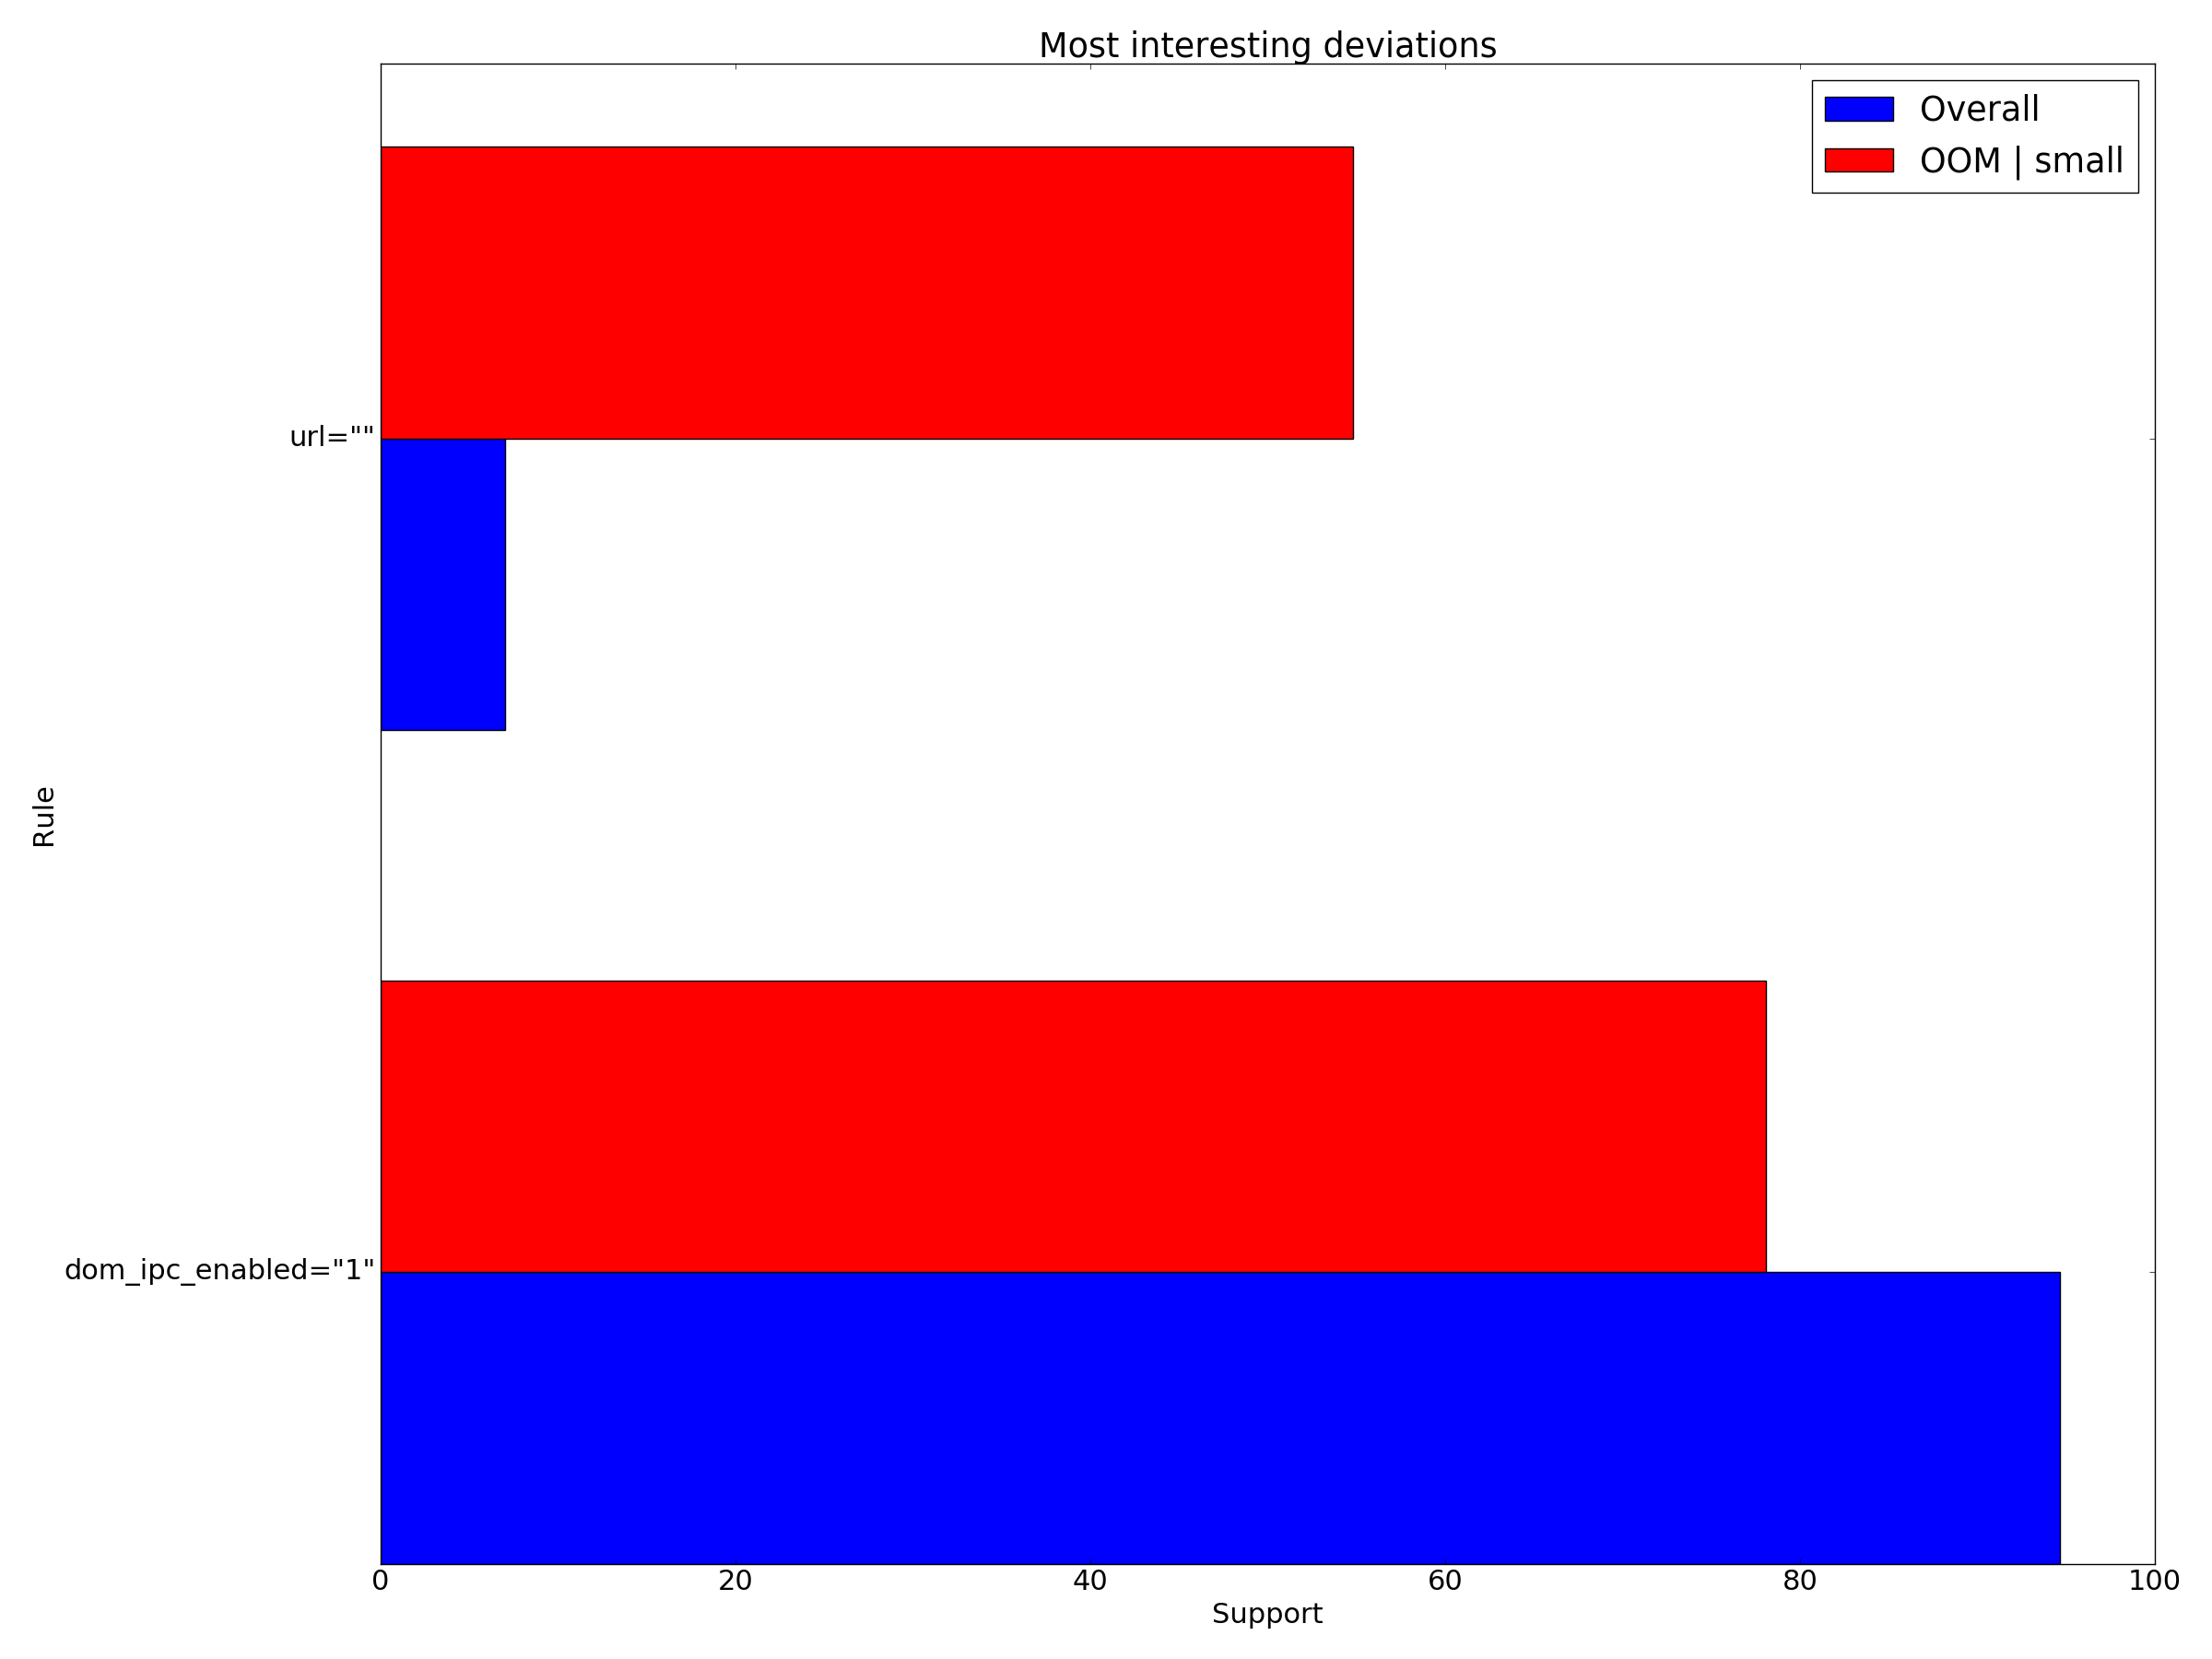 Most interesting deviations
Overall
OOM | small
url=""
Rule
dom_ipc_enabled="1"
0 20 40 60 80 100
Support